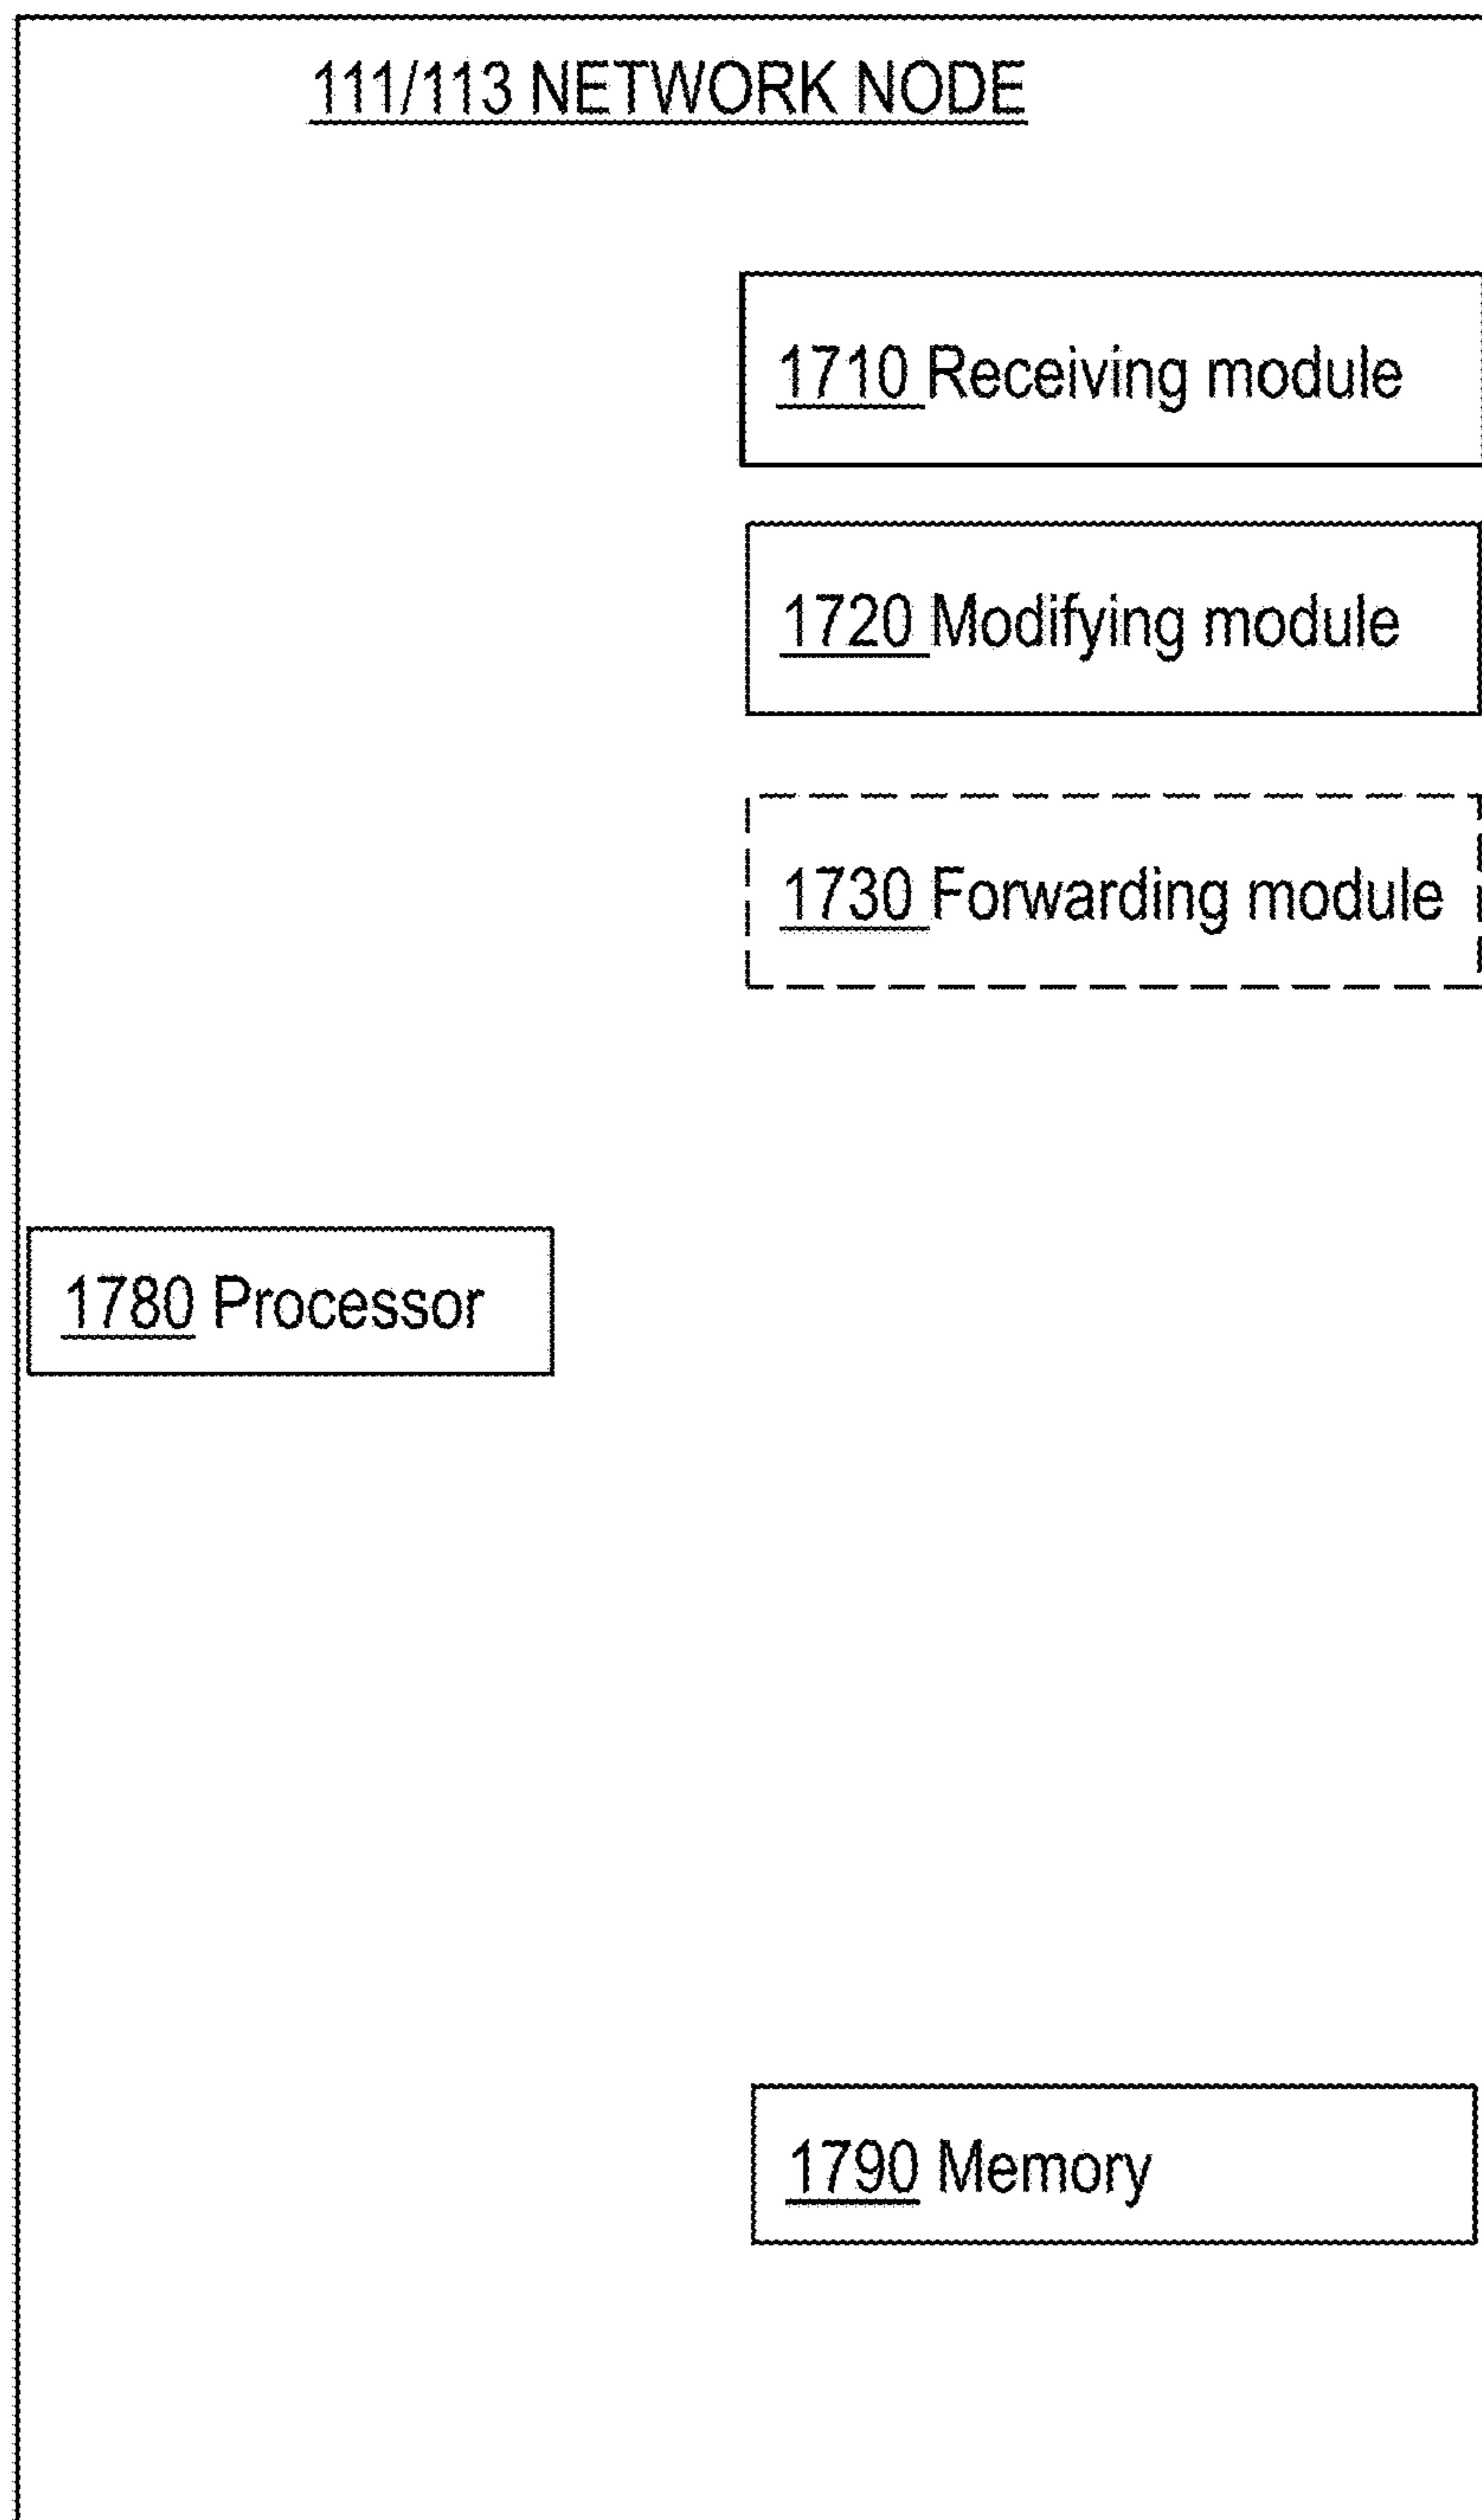 111/113 NETWORK NODE
1710 Receiving module
1720 Modifying module
1730 Forwarding module
1780 Processor
1790 Memory